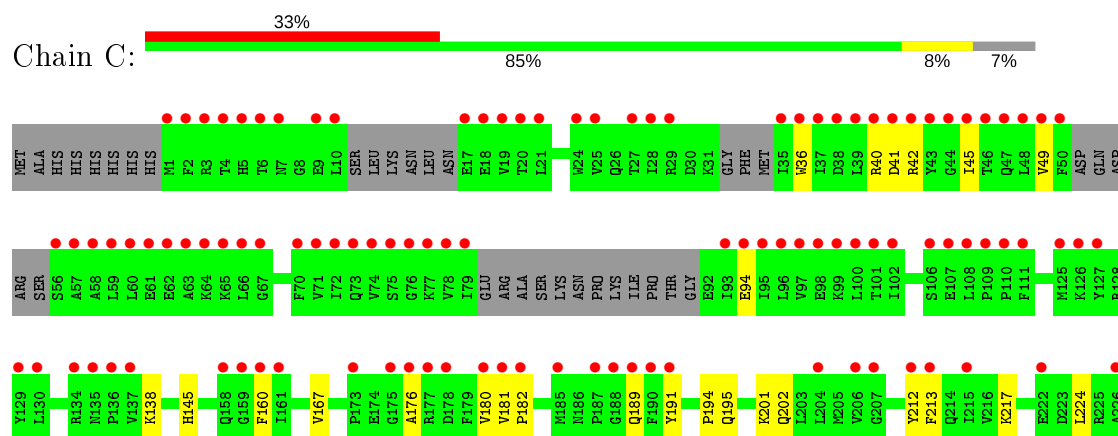 33%
Chain C:
85% 8% 7%
MET ALA HIS HIS HIS HIS HIS HIS M1 F2 R3 T4 H5 T6 N7 G8 E9 L10 SER LEU LYS ASN LEU ASN E17 E18 V19 T20 L21 W24 V25 Q26 T27 I28 R29 D30 K31 GLY PHE MET I35 W36 I37 D38 L39 R40 D41 R42 Y43 G44 I45 T46 Q47 L48 V49 F50 ASP GLN ASP
ARG SER S56 A57 A58 L59 L60 E61 E62 A63 K64 K65 L66 G67 F70 V71 I72 Q73 V74 S75 G76 K77 V78 I79 GLU ARG ALA SER LYS ASN PRO LYS ILE PRO THR GLY E92 I93 E94 I95 L96 V97 E98 K99 L100 T101 I102 S106 E107 L108 P109 P110 F111 M125 K126 Y127 R128
Y129 L130 R134 N135 P136 V137 K138 H145 Q158 G159 F160 I161 V167 P173 E174 G175 A176 R177 D178 F179 V180 V181 P182 M185 N186 P187 G188 Q189 F190 Y191 P194 Q195 K201 Q202 L203 L204 M205 V206 G207 Y212 F213 Q214 I215 V216 K217 E222 D223 L224 R225